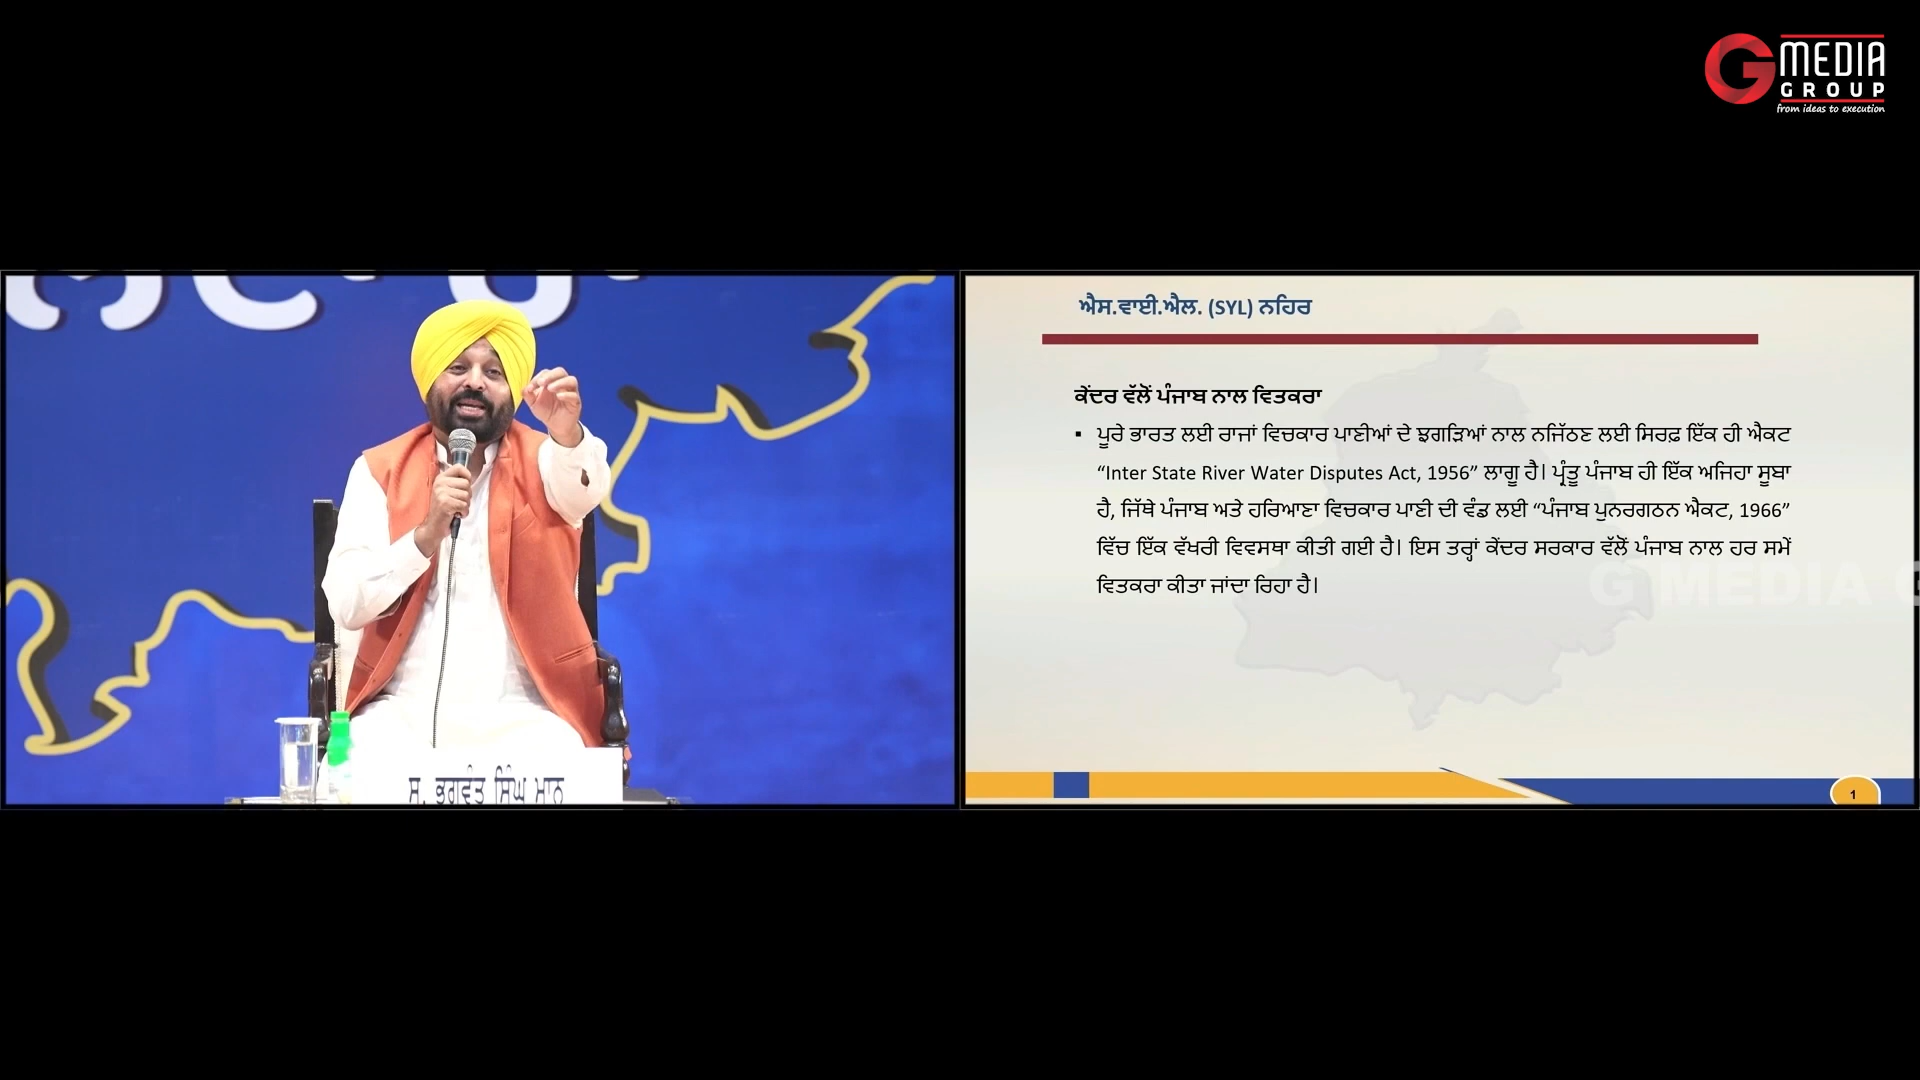 MEDIA
GROUP
from ideas to execution
ਐਸ.ਵਾਈ.ਐਲ. (SYL) ਨਹਿਰ
ਕੇਂਦਰ ਵੱਲੋਂ ਪੰਜਾਬ ਨਾਲ ਵਿਤਕਰਾ
▪ ਪੂਰੇ ਭਾਰਤ ਲਈ ਰਾਜਾਂ ਵਿਚਕਾਰ ਪਾਣੀਆਂ ਦੇ ਝਗੜਿਆਂ ਨਾਲ ਨਜਿੱਠਣ ਲਈ ਸਿਰਫ਼ ਇੱਕ ਹੀ ਐਕਟ
“Inter State River Water Disputes Act, 1956” ਲਾਗੂ ਹੈ। ਪ੍ਰੰਤੂ ਪੰਜਾਬ ਹੀ ਇੱਕ ਅਜਿਹਾ ਸੂਬਾ
ਹੈ, ਜਿੱਥੇ ਪੰਜਾਬ ਅਤੇ ਹਰਿਆਣਾ ਵਿਚਕਾਰ ਪਾਣੀ ਦੀ ਵੰਡ ਲਈ “ਪੰਜਾਬ ਪੁਨਰਗਠਨ ਐਕਟ, 1966”
ਵਿੱਚ ਇੱਕ ਵੱਖਰੀ ਵਿਵਸਥਾ ਕੀਤੀ ਗਈ ਹੈ। ਇਸ ਤਰ੍ਹਾਂ ਕੇਂਦਰ ਸਰਕਾਰ ਵੱਲੋਂ ਪੰਜਾਬ ਨਾਲ ਹਰ ਸਮੇਂ
ਵਿਤਕਰਾ ਕੀਤਾ ਜਾਂਦਾ ਰਿਹਾ ਹੈ।
G MEDIA G
1
ਸ. ਭਗਵੰਤ ਸਿੰਘ ਮਾਨ